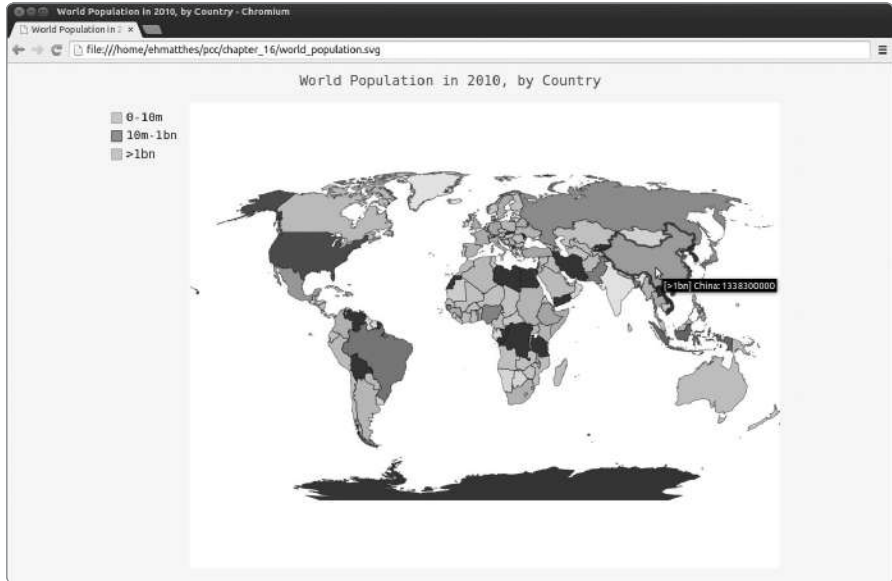 World Population in 2010, by Country - Chromium
World Population in 2
file:///home/ehmatthes/pcc/chapter_16/world_population.svg
World Population in 2010, by Country
0-10m
10m-1bn
>1bn
[>1bn] China: 1338300000